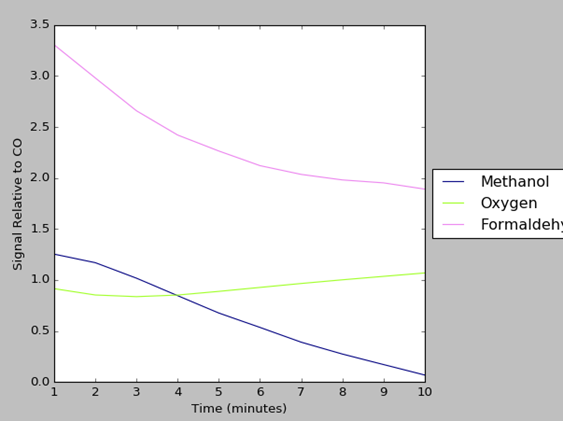 3.5
3.0
2.5
2.0
1.5
1.0
0.5
0.0
Signal Relative to CO
1 2 3 4 5 6 7 8 9 10
Time (minutes)
Methanol
Oxygen
Formaldehy